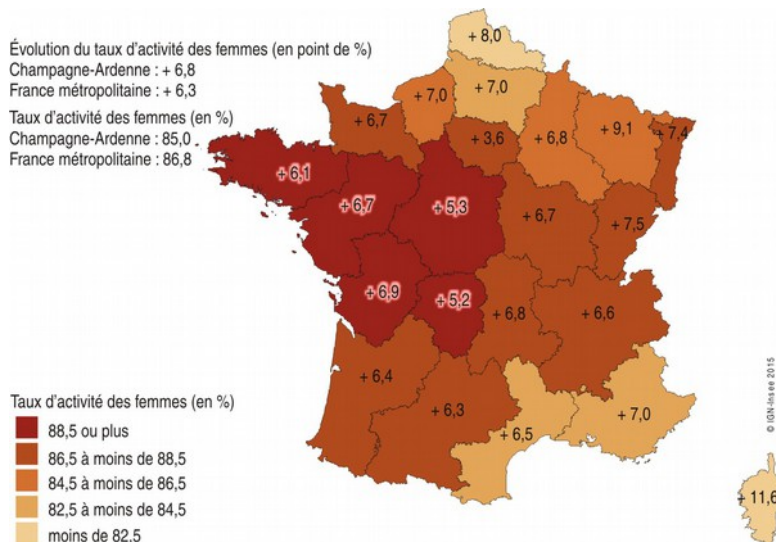 Évolution du taux d'activité des femmes (en point de %)
Champagne-Ardenne : + 6,8
France métropolitaine : + 6,3
Taux d'activité des femmes (en %)
Champagne-Ardenne : 85,0
France métropolitaine : 86,8
+ 8,0
+ 7,0
+ 7,0
+ 6,7
+ 3,6
+ 6,8
+ 9,1
+ 7,4
+ 6,1
+ 6,7
+ 5,3
+ 6,7
+ 7,5
+ 6,9
+ 5,2
+ 6,8
+ 6,6
+ 6,4
+ 6,3
+ 6,5
+ 7,0
+ 11,6
Taux d'activité des femmes (en %)
88,5 ou plus
86,5 à moins de 88,5
84,5 à moins de 86,5
82,5 à moins de 84,5
moins de 82,5
© IGN-Insee 2015